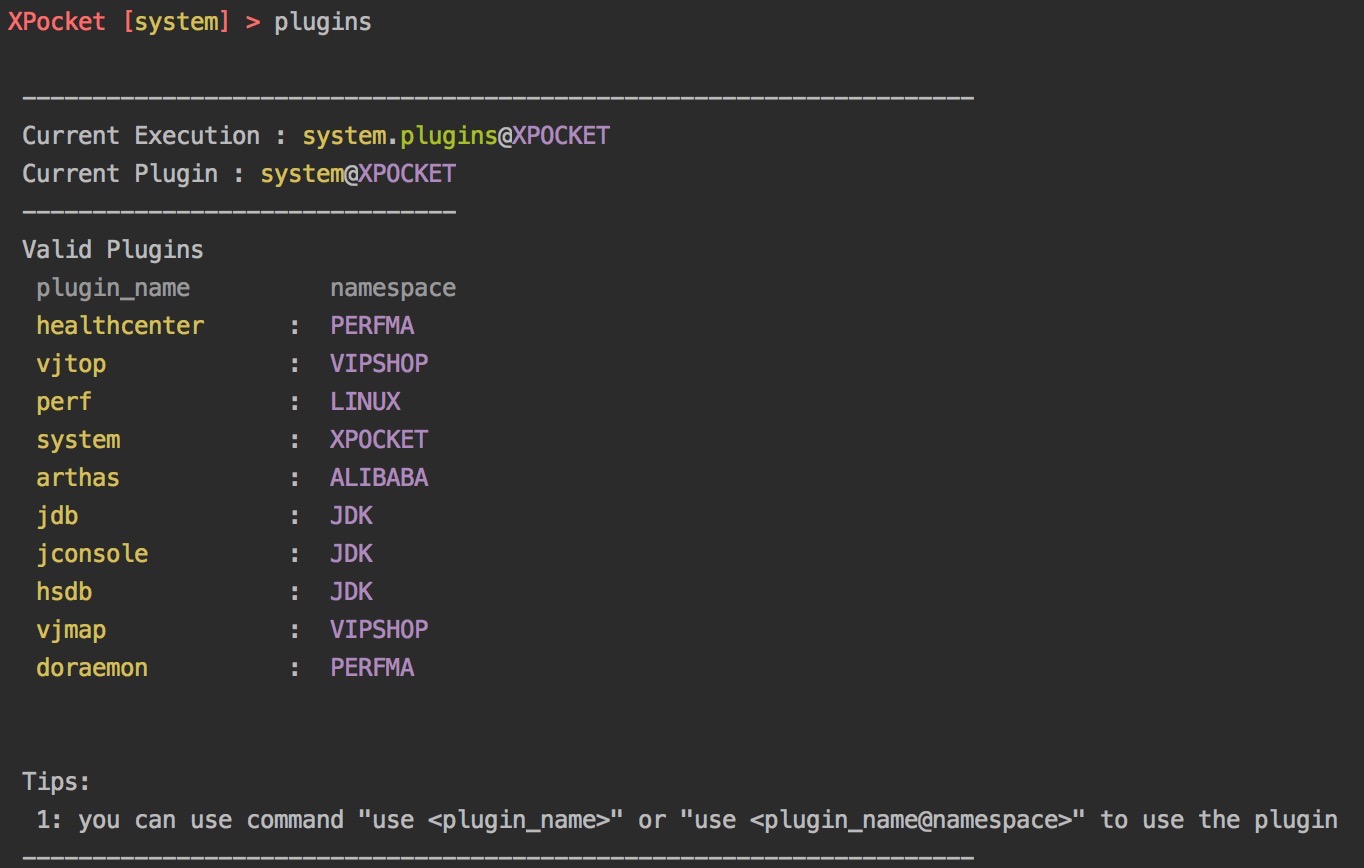 XPocket [system] > plugins
Current Execution : system.plugins@XPOCKET
Current Plugin : system@XPOCKET
Valid Plugins
plugin_name namespace
healthcenter : PERFMA
vjtop : VIPSHOP
perf : LINUX
system : XPOCKET
arthas : ALIBABA
jdb : JDK
jconsole : JDK
hsdb : JDK
vjmap : VIPSHOP
doraemon : PERFMA
Tips:
1: you can use command "use <plugin_name>" or "use <plugin_name@namespace>" to use the plugin